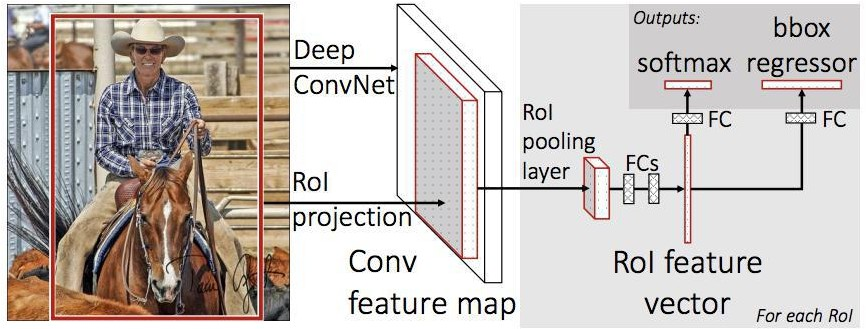 Deep
ConvNet
RoI
projection
Conv
feature map
RoI
pooling
layer
FCs
RoI feature
vector
For each RoI
Outputs:
softmax
bbox
regressor
FC
FC